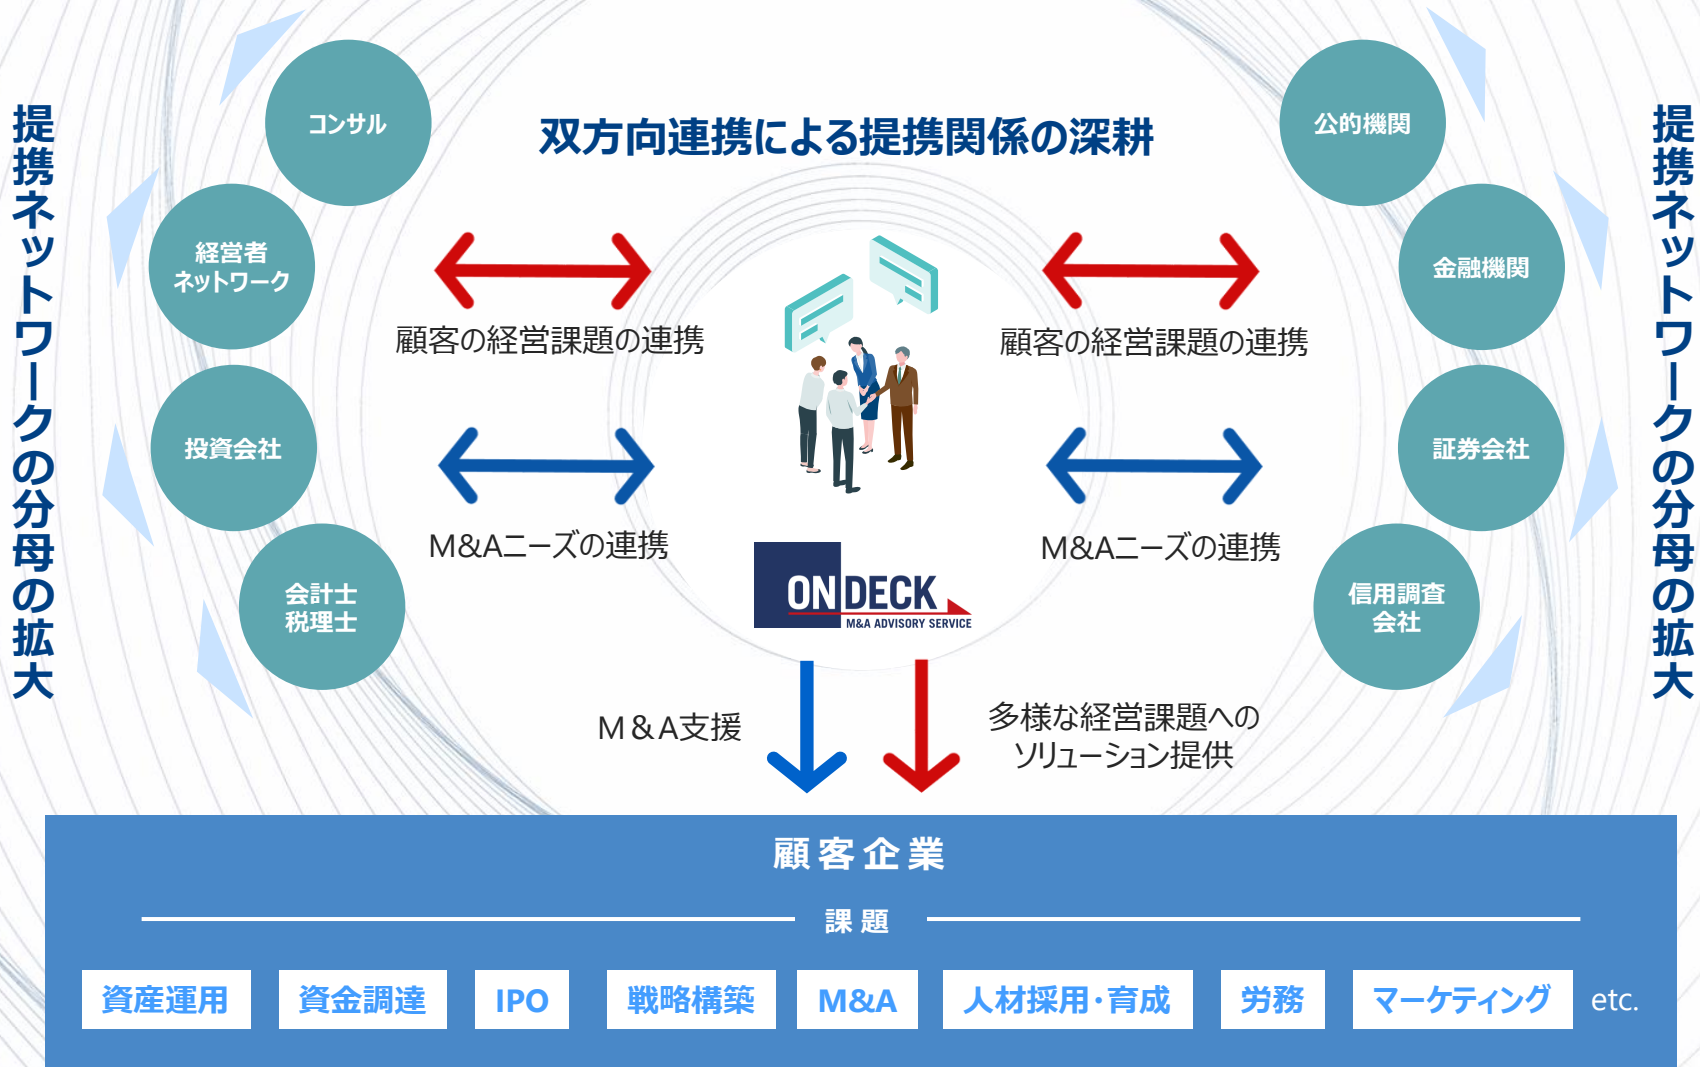 双方向連携による提携関係の深耕
提携ネットワークの分母の拡大
コンサル
経営者
ネットワーク
投資会社
会計士
税理士
顧客の経営課題の連携
M&Aニーズの連携
ONDECK
M&A ADVISORY SERVICE
顧客の経営課題の連携
M&Aニーズの連携
公的機関
金融機関
証券会社
信用調査
会社
提携ネットワークの分母の拡大
M&A支援
多様な経営課題への
ソリューション提供
顧客企業
課題
資産運用
資金調達
IPO
戦略構築
M&A
人材採用・育成
労務
マーケティング
etc.